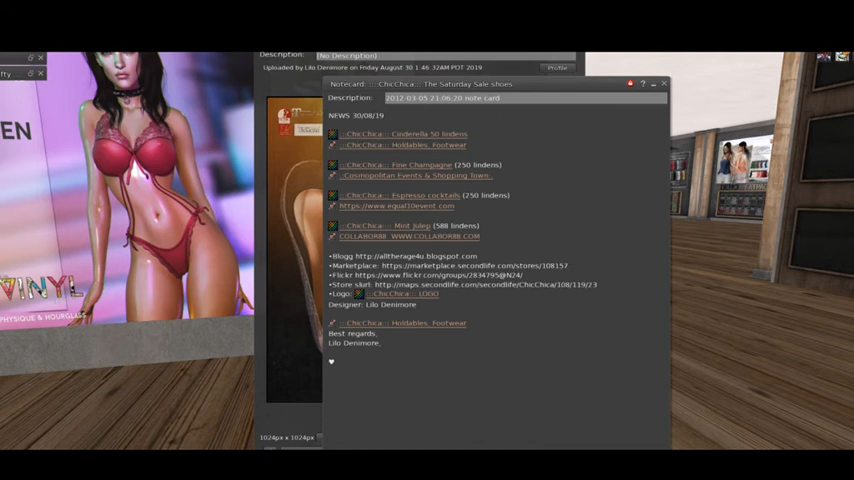 Description: (No Description)
Uploaded by Lilo Denimore on Friday August 30 1:46:32AM PDT 2019
Profile
Notecard: :::ChicChica::: The Saturday Sale shoes
Description: 2012-03-05 21:06:20 note card
NEWS 30/08/19
:::ChicChica::: Cinderella 50 lindens
:::ChicChica::: Holdables, Footwear
:::ChicChica::: Fine Champagne (250 lindens)
.:Cosmopolitan Events & Shopping Town:.
:::ChicChica::: Espresso cocktails (250 lindens)
https://www.equal10event.com
:::ChicChica::: Mint Julep (588 lindens)
COLLABOR88 WWW.COLLABOR88.COM
•Blogg http://alltherage4u.blogspot.com
•Marketplace: https://marketplace.secondlife.com/stores/108157
•Flickr https://www.flickr.com/groups/2834795@N24/
•Store slurl: http://maps.secondlife.com/secondlife/ChicChica/108/119/23
•Logo: :::ChicChica::: LOGO
Designer: Lilo Denimore
:::ChicChica::: Holdables, Footwear
Best regards,
Lilo Denimore,
♥
1024px x 1024px
EN
VINYL
PHYSIQUE & HOURGLASS
fty
FATPACK